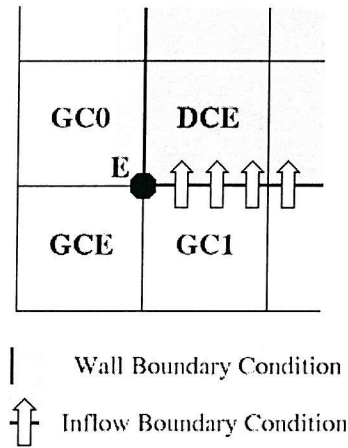 GC0 DCE
E
GCE GC1
Wall Boundary Condition
Inflow Boundary Condition